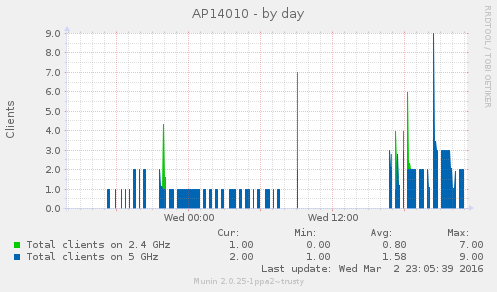 AP14010 - by day
RRDTOOL / TOBI OETIKER
Clients
9.0
8.0
7.0
6.0
5.0
4.0
3.0
2.0
1.0
0.0
Wed 00:00 Wed 12:00
Cur: Min: Avg: Max:
Total clients on 2.4 GHz 1.00 0.00 0.80 7.00
Total clients on 5 GHz 2.00 1.00 1.58 9.00
Last update: Wed Mar 2 23:05:39 2016
Munin 2.0.25-1ppa2~trusty